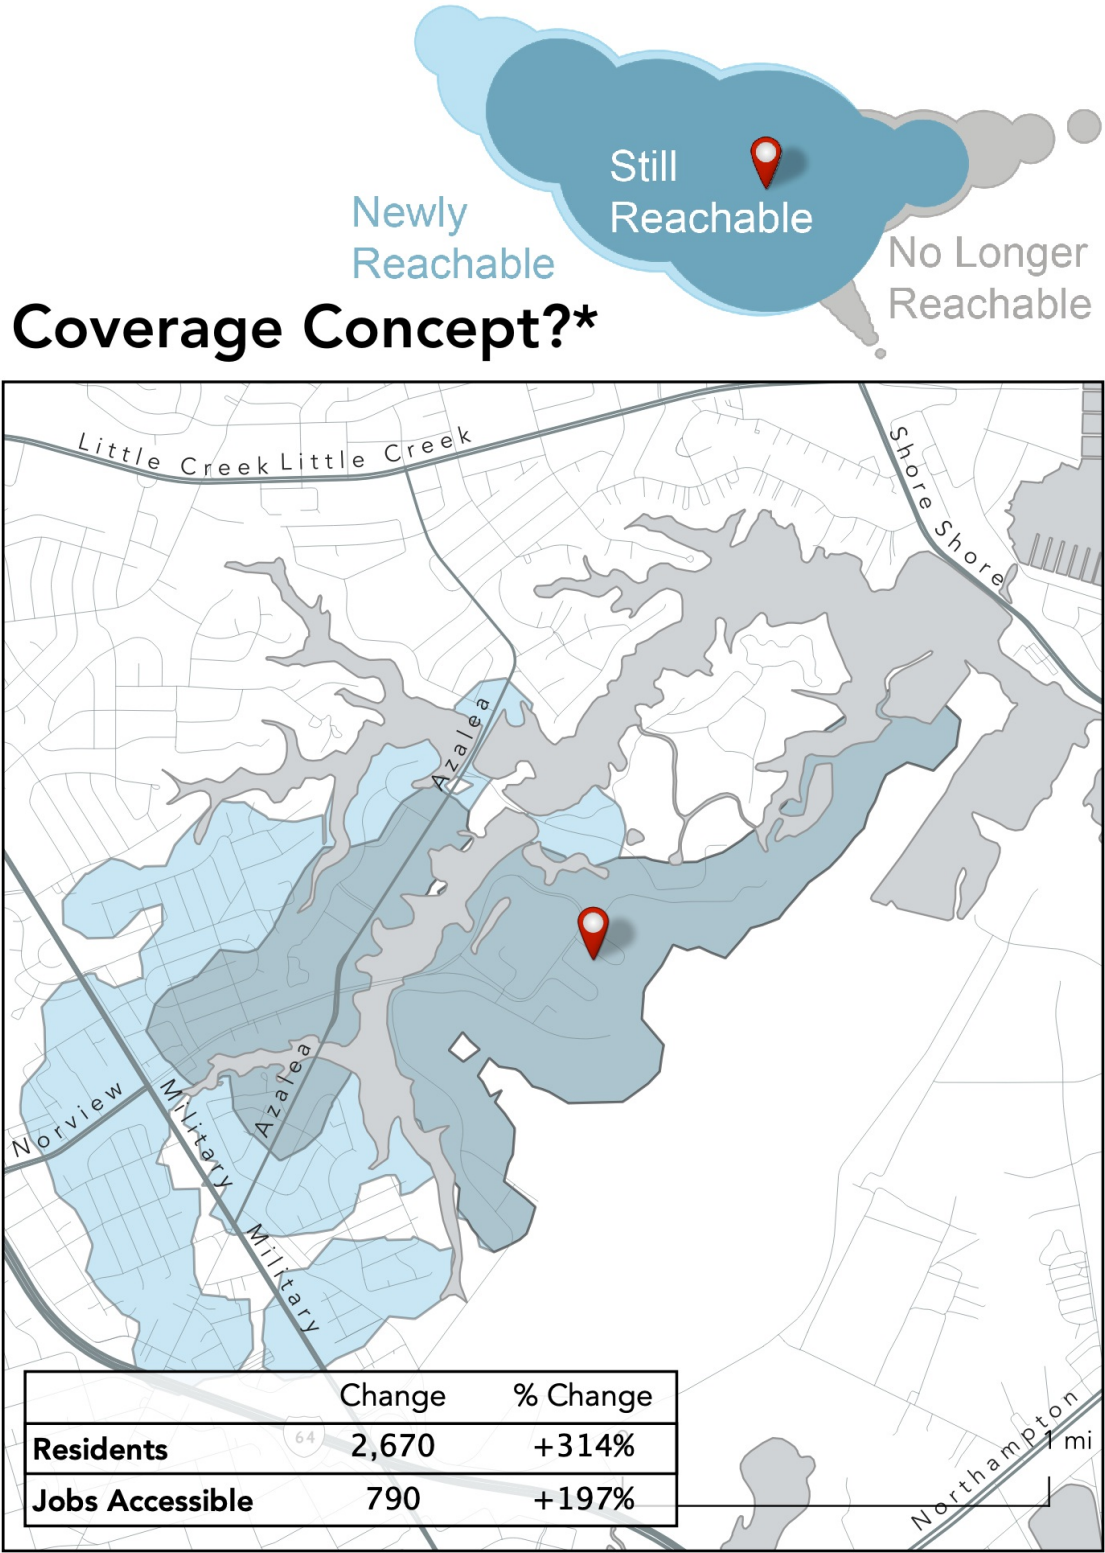 Still
Reachable
Newly
Reachable
No Longer
Reachable
Coverage Concept?*
Little Creek Little Creek
Shore Shore
Azalea
Azalea
Norview
Military
Military
Northampton
1 mi
64
Change % Change
Residents 2,670 +314%
Jobs Accessible 790 +197%